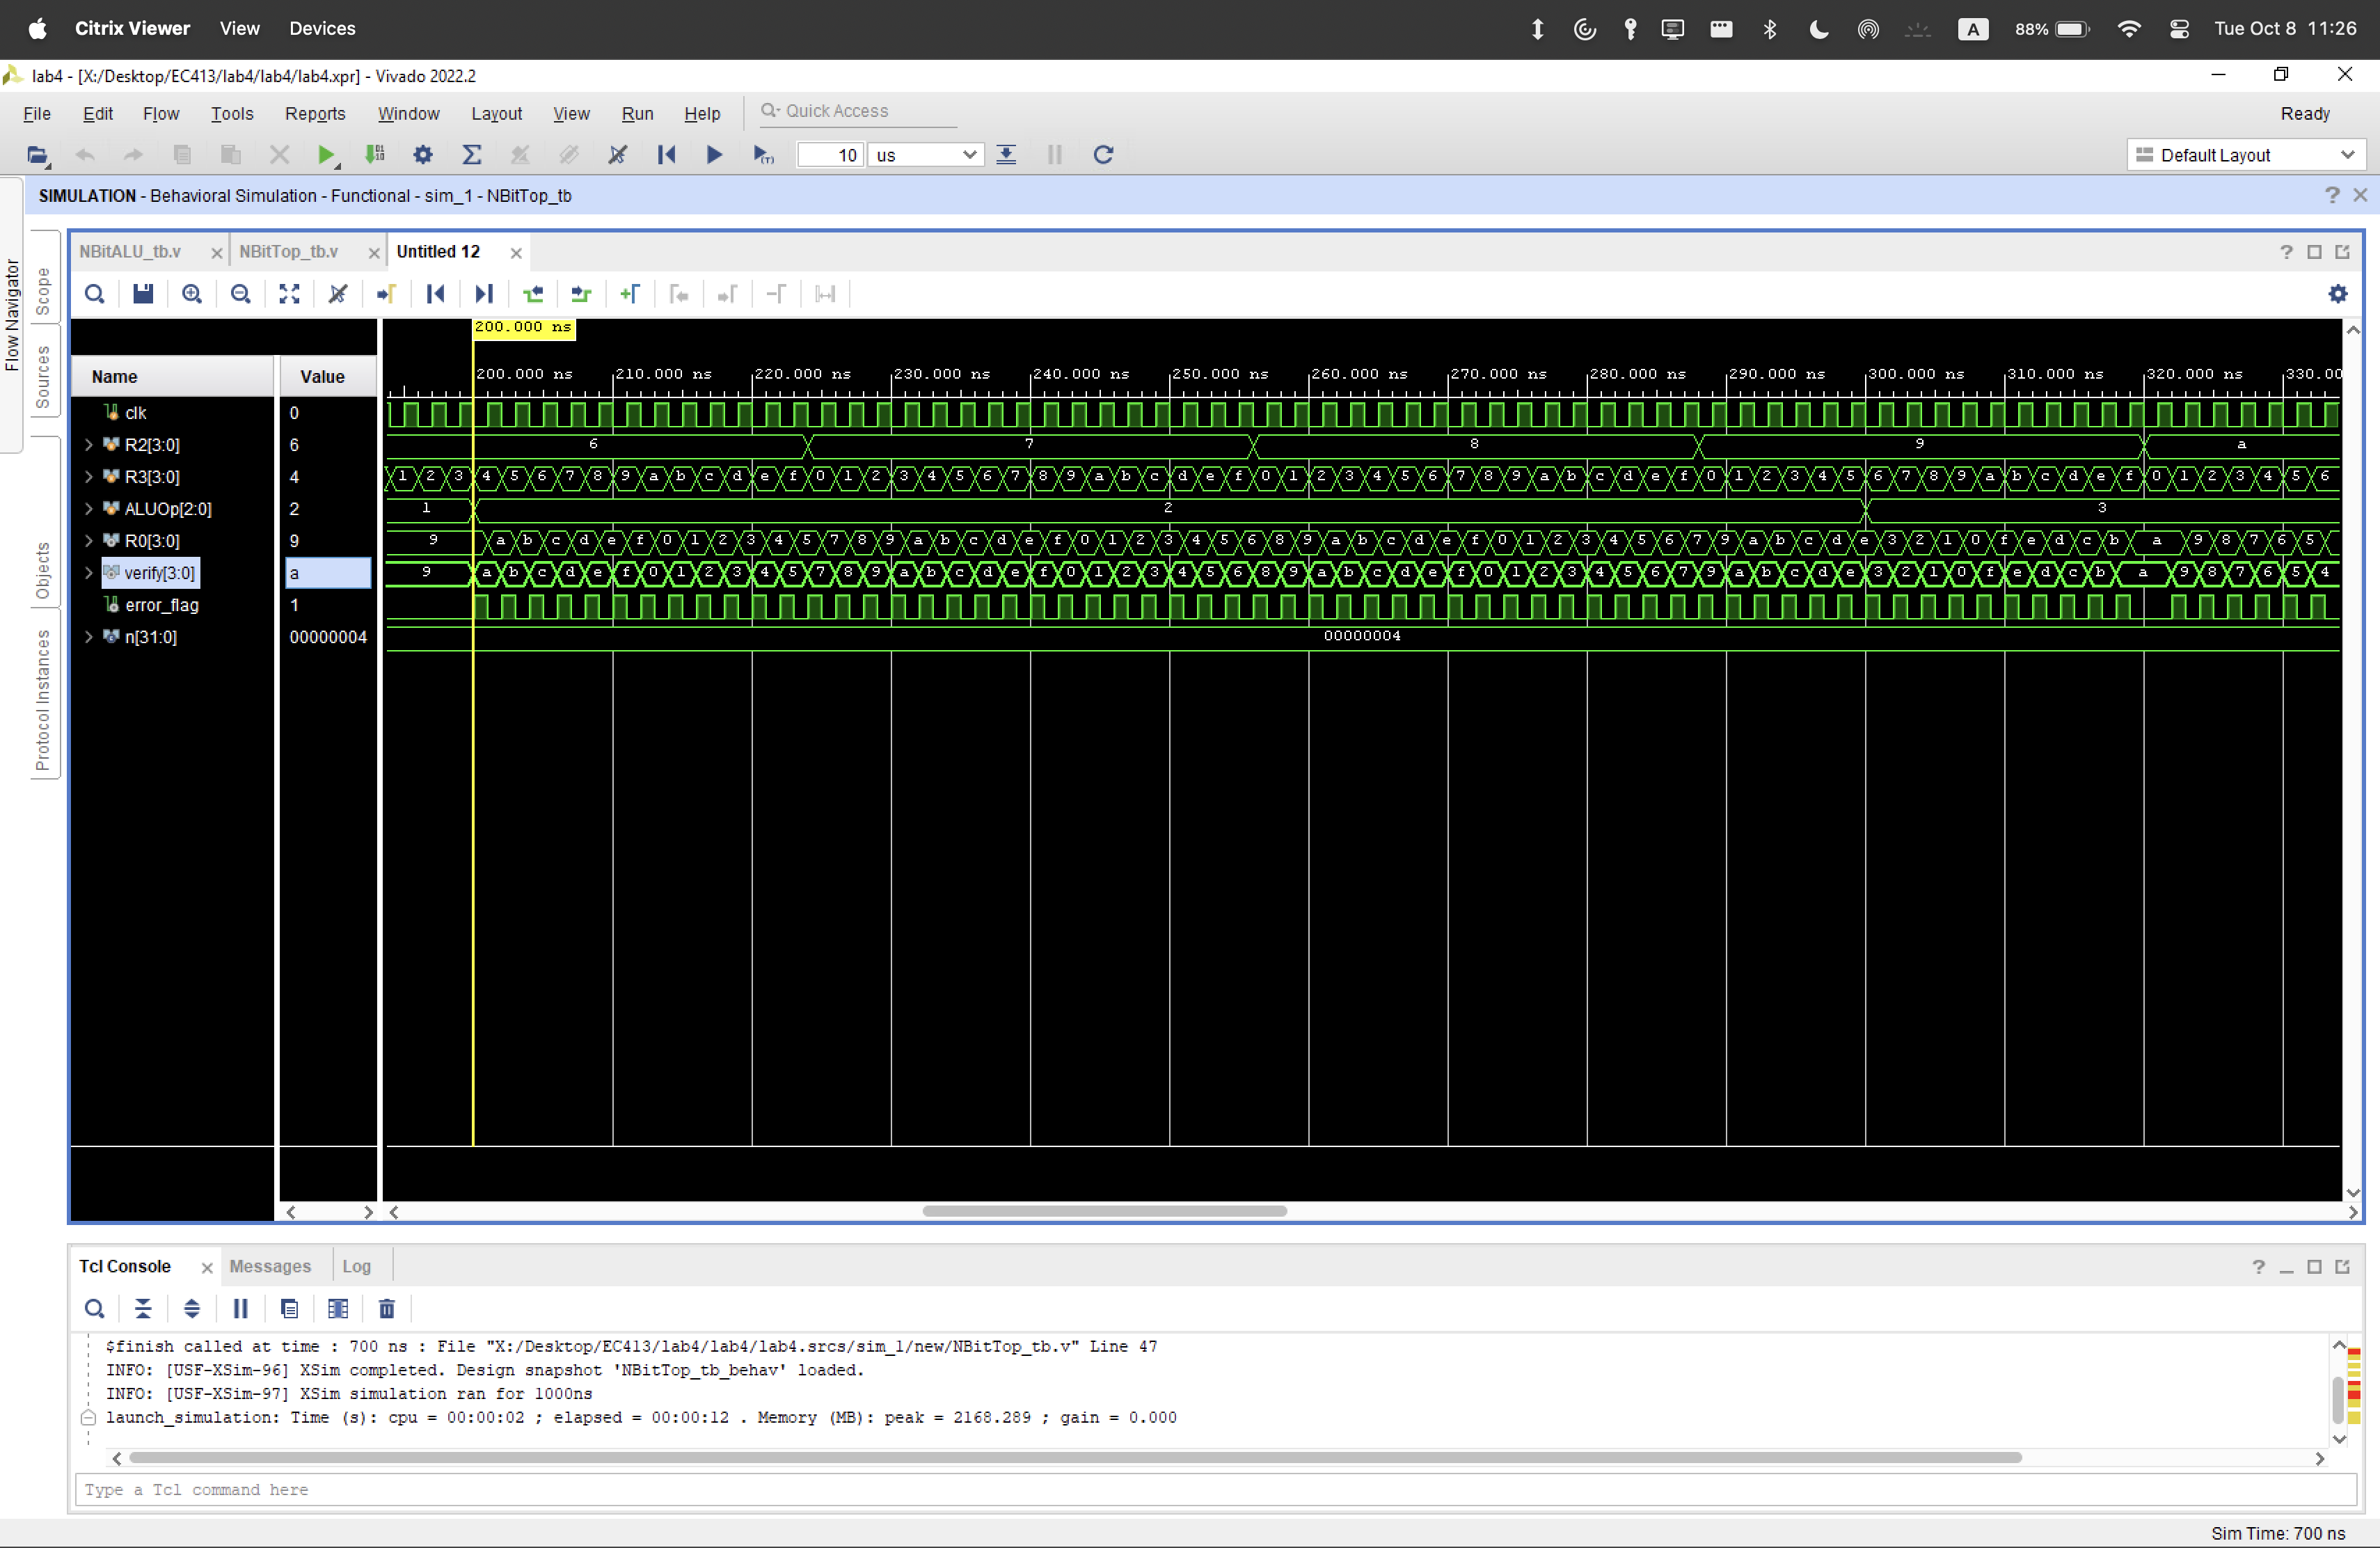 Citrix Viewer View Devices A 88% Tue Oct 8 11:26
lab4 - [X:/Desktop/EC413/lab4/lab4/lab4.xpr] - Vivado 2022.2
File Edit Flow Tools Reports Window Layout View Run Help Quick Access Ready
10 us Default Layout
SIMULATION - Behavioral Simulation - Functional - sim_1 - NBitTop_tb
Flow Navigator
Scope
Sources
Objects
Protocol Instances
NBitALU_tb.v NBitTop_tb.v Untitled 12
200.000 ns
Name Value 200.000 ns 210.000 ns 220.000 ns 230.000 ns 240.000 ns 250.000 ns 260.000 ns 270.000 ns 280.000 ns 290.000 ns 300.000 ns 310.000 ns 320.000 ns 330.00
clk 0
R2[3:0] 6 6 7 8 9 a
R3[3:0] 4 1 2 3 4 5 6 7 8 9 a b c d e f 0 1 2 3 4 5 6 7 8 9 a b c d e f 0 1 2 3 4 5 6 7 8 9 a b c d e f 0 1 2 3 4 5 6 7 8 9 a b c d e f 0 1 2 3 4 5 6
ALUOp[2:0] 2 1 2 3
R0[3:0] 9 9 a b c d e f 0 1 2 3 4 5 7 8 9 a b c d e f 0 1 2 3 4 5 6 8 9 a b c d e f 0 1 2 3 4 5 6 7 9 a b c d e 3 2 1 0 f e d c b a 9 8 7 6 5
verify[3:0] a 9 a b c d e f 0 1 2 3 4 5 7 8 9 a b c d e f 0 1 2 3 4 5 6 8 9 a b c d e f 0 1 2 3 4 5 6 7 9 a b c d e 3 2 1 0 f e d c b a 9 8 7 6 5 4
error_flag 1
n[31:0] 00000004 00000004
Tcl Console Messages Log
$finish called at time : 700 ns : File "X:/Desktop/EC413/lab4/lab4/lab4.srcs/sim_1/new/NBitTop_tb.v" Line 47
INFO: [USF-XSim-96] XSim completed. Design snapshot 'NBitTop_tb_behav' loaded.
INFO: [USF-XSim-97] XSim simulation ran for 1000ns
launch_simulation: Time (s): cpu = 00:00:02 ; elapsed = 00:00:12 . Memory (MB): peak = 2168.289 ; gain = 0.000
Type a Tcl command here
Sim Time: 700 ns